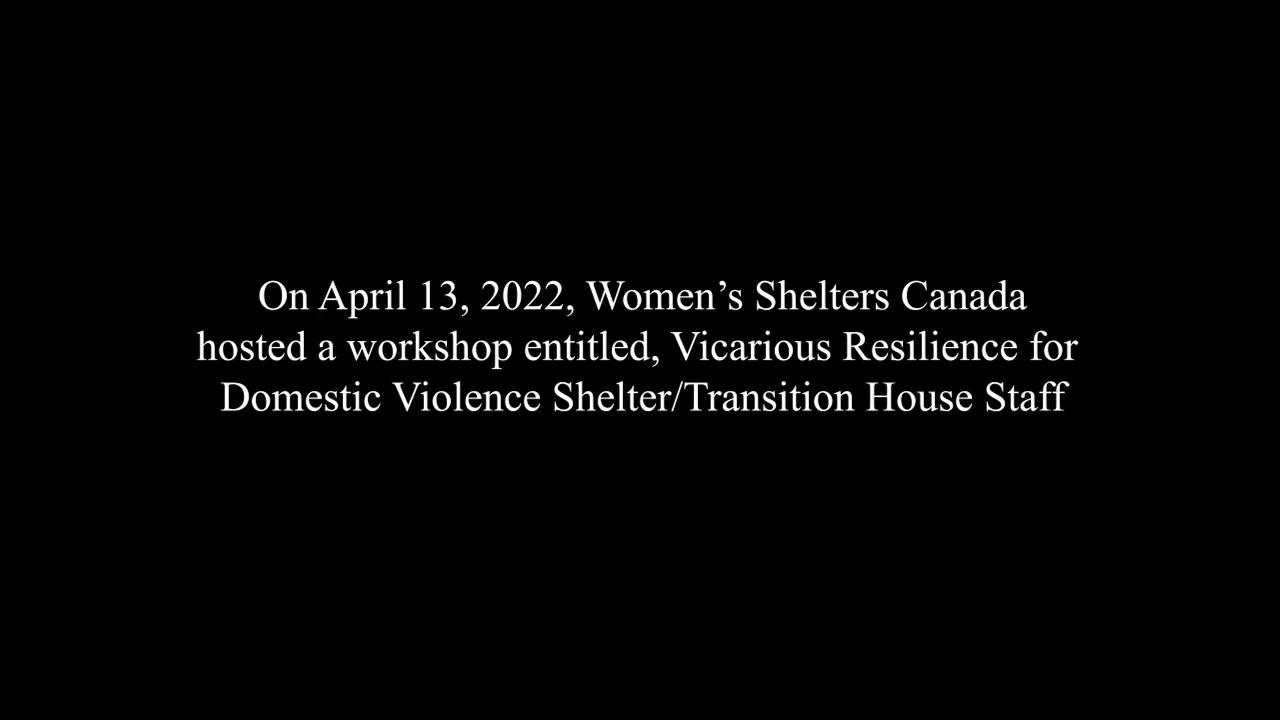 On April 13, 2022, Women’s Shelters Canada
hosted a workshop entitled, Vicarious Resilience for
Domestic Violence Shelter/Transition House Staff